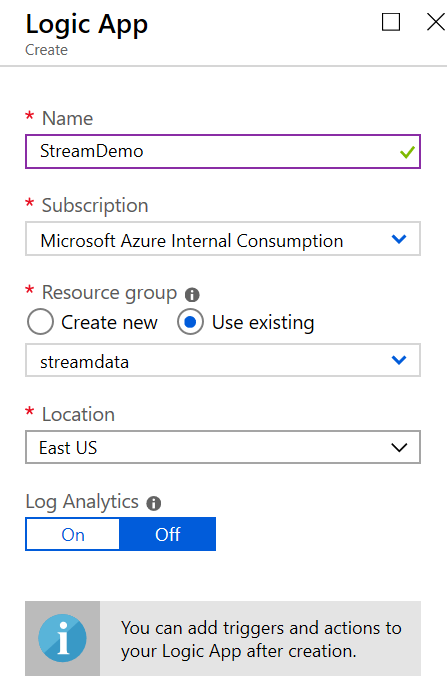 Logic App
Create
* Name
StreamDemo
* Subscription
Microsoft Azure Internal Consumption
* Resource group
Create new Use existing
streamdata
* Location
East US
Log Analytics
On Off
You can add triggers and actions to
your Logic App after creation.